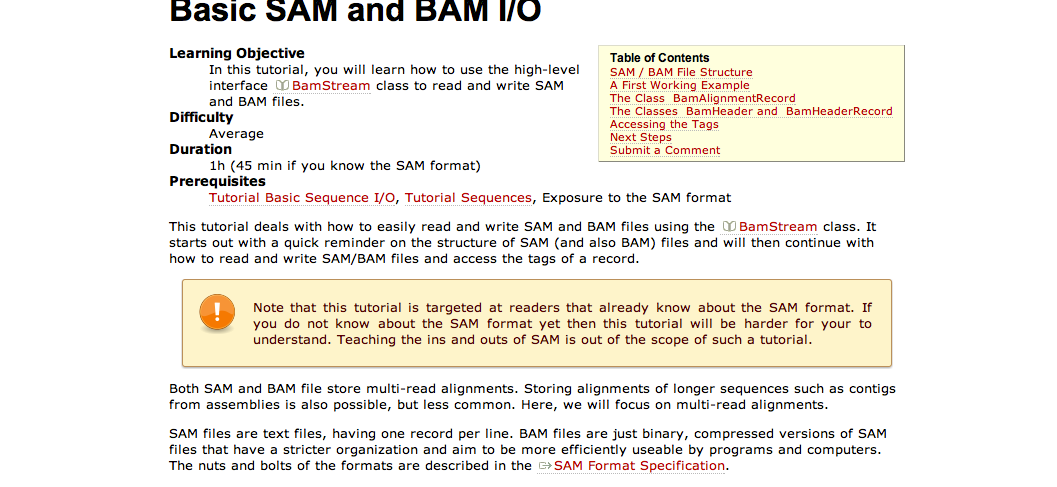 Basic SAM and BAM I/O
Learning Objective
In this tutorial, you will learn how to use the high-level
interface BamStream class to read and write SAM
and BAM files.
Difficulty
Average
Duration
1h (45 min if you know the SAM format)
Prerequisites
Tutorial Basic Sequence I/O, Tutorial Sequences, Exposure to the SAM format
Table of Contents
SAM / BAM File Structure
A First Working Example
The Class BamAlignmentRecord
The Classes BamHeader and BamHeaderRecord
Accessing the Tags
Next Steps
Submit a Comment
This tutorial deals with how to easily read and write SAM and BAM files using the BamStream class. It
starts out with a quick reminder on the structure of SAM (and also BAM) files and will then continue with
how to read and write SAM/BAM files and access the tags of a record.
Note that this tutorial is targeted at readers that already know about the SAM format. If
you do not know about the SAM format yet then this tutorial will be harder for your to
understand. Teaching the ins and outs of SAM is out of the scope of such a tutorial.
Both SAM and BAM file store multi-read alignments. Storing alignments of longer sequences such as contigs
from assemblies is also possible, but less common. Here, we will focus on multi-read alignments.
SAM files are text files, having one record per line. BAM files are just binary, compressed versions of SAM
files that have a stricter organization and aim to be more efficiently useable by programs and computers.
The nuts and bolts of the formats are described in the SAM Format Specification.